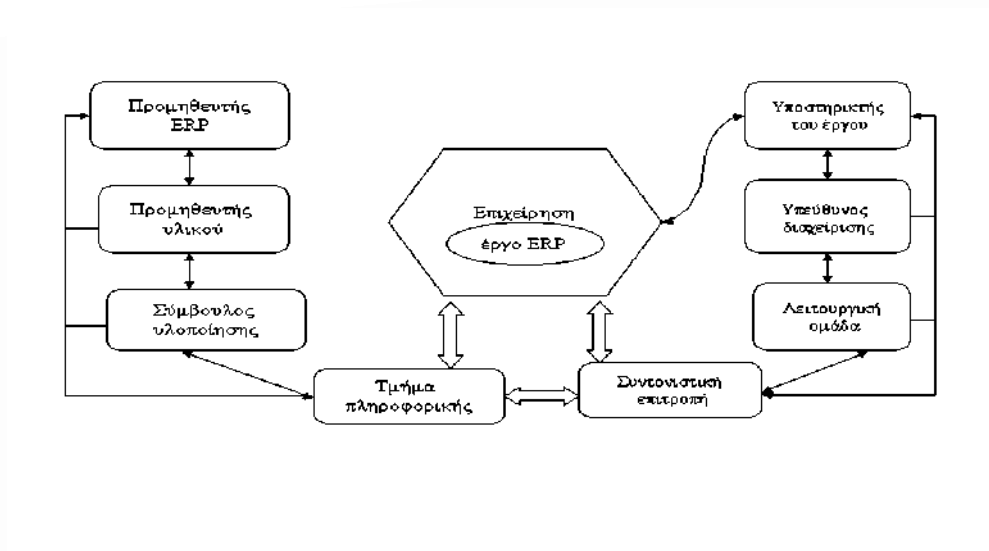 Προμηθευτής
ERP
Προμηθευτής
υλικού
Σύμβουλος
υλοποίησης
Τμήμα
πληροφορικής
Επιχείρηση
έργο ERP
Συντονιστική
επιτροπή
Υποστηρικτής
του έργου
Υπεύθυνος
διαχείρισης
Λειτουργική
ομάδα